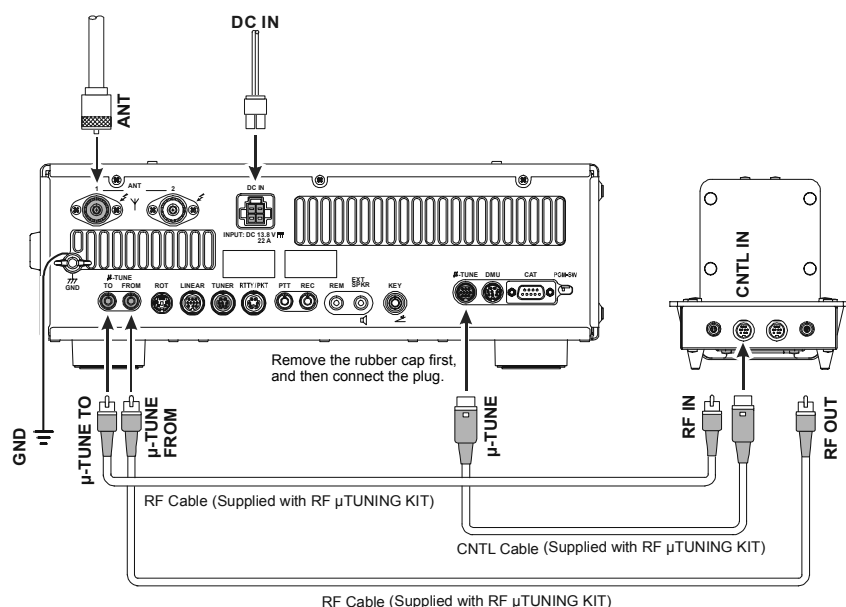 DC IN
ANT
1 ANT 2
DC IN
INPUT: DC 13.8 V
22 A
GND
µ-TUNE
TO FROM ROT LINEAR TUNER RTTY/PKT PTT REC REM EXT SPKR KEY
µ-TUNE DMU CAT PGM-SW
CNTL IN
Remove the rubber cap first,
and then connect the plug.
GND
µ-TUNE TO
µ-TUNE
FROM
µ-TUNE
RF IN
RF OUT
RF Cable (Supplied with RF µTUNING KIT)
CNTL Cable (Supplied with RF µTUNING KIT)
RF Cable (Supplied with RF µTUNING KIT)